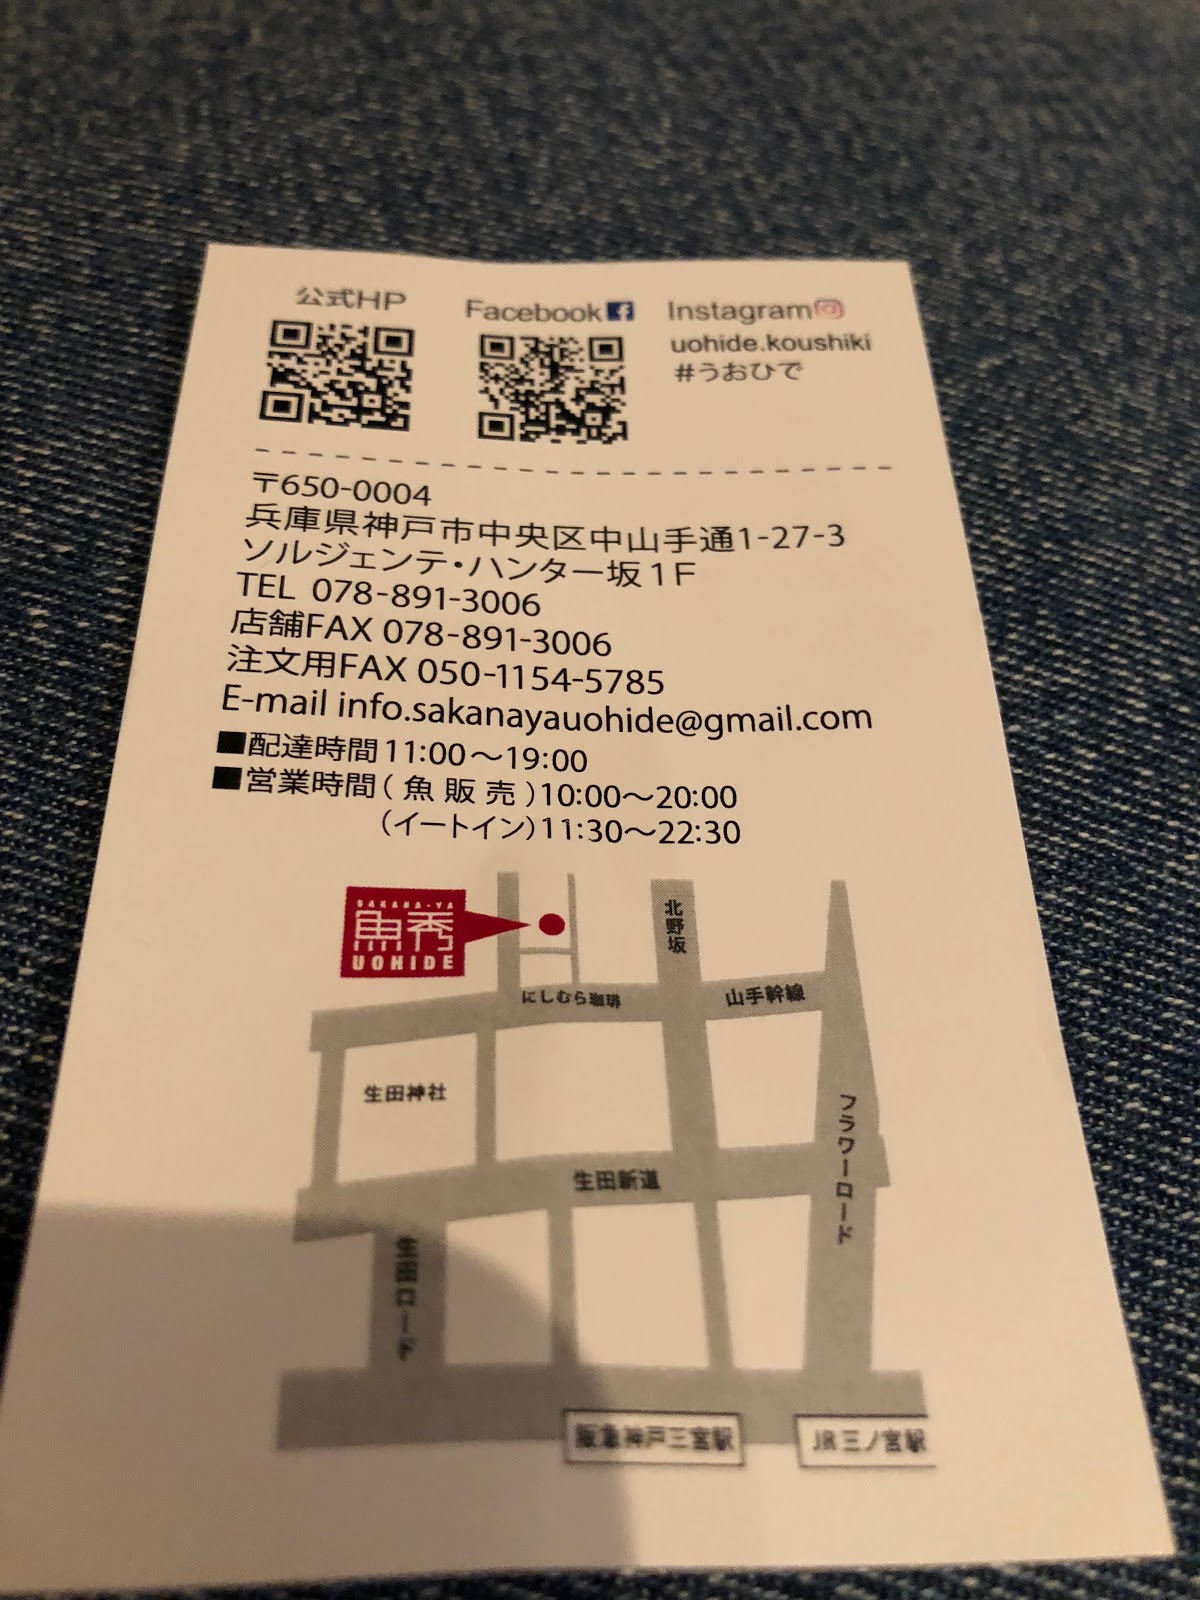 公式HP
Facebook
Instagram
uohide.koushiki
#うおひで
〒650-0004
兵庫県神戸市中央区中山手通1-27-3
ソルジェンテ・ハンター坂1F
TEL 078-891-3006
店舗FAX 078-891-3006
注文用FAX 050-1154-5785
E-mail info.sakanayauohide@gmail.com
■配達時間11:00～19:00
■営業時間(魚販売)10:00～20:00
(イートイン)11:30～22:30
SAKANA-YA
魚秀
UOHIDE
北野坂
にしむら珈琲
山手幹線
生田神社
フラワーロード
生田新道
生田ロード
阪急神戸三宮駅
JR三ノ宮駅